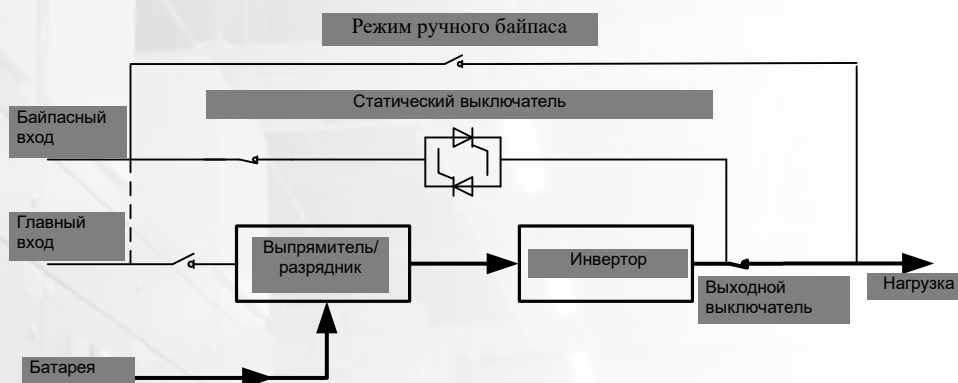 Режим ручного байпаса
Статический выключатель
Байпасный
вход
Главный
вход
Выпрямитель/
разрядник
Инвертор
Выходной
выключатель
Нагрузка
Батарея